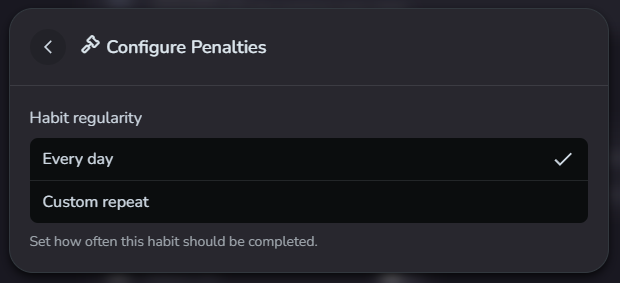 Configure Penalties
Habit regularity
Every day
Custom repeat
Set how often this habit should be completed.